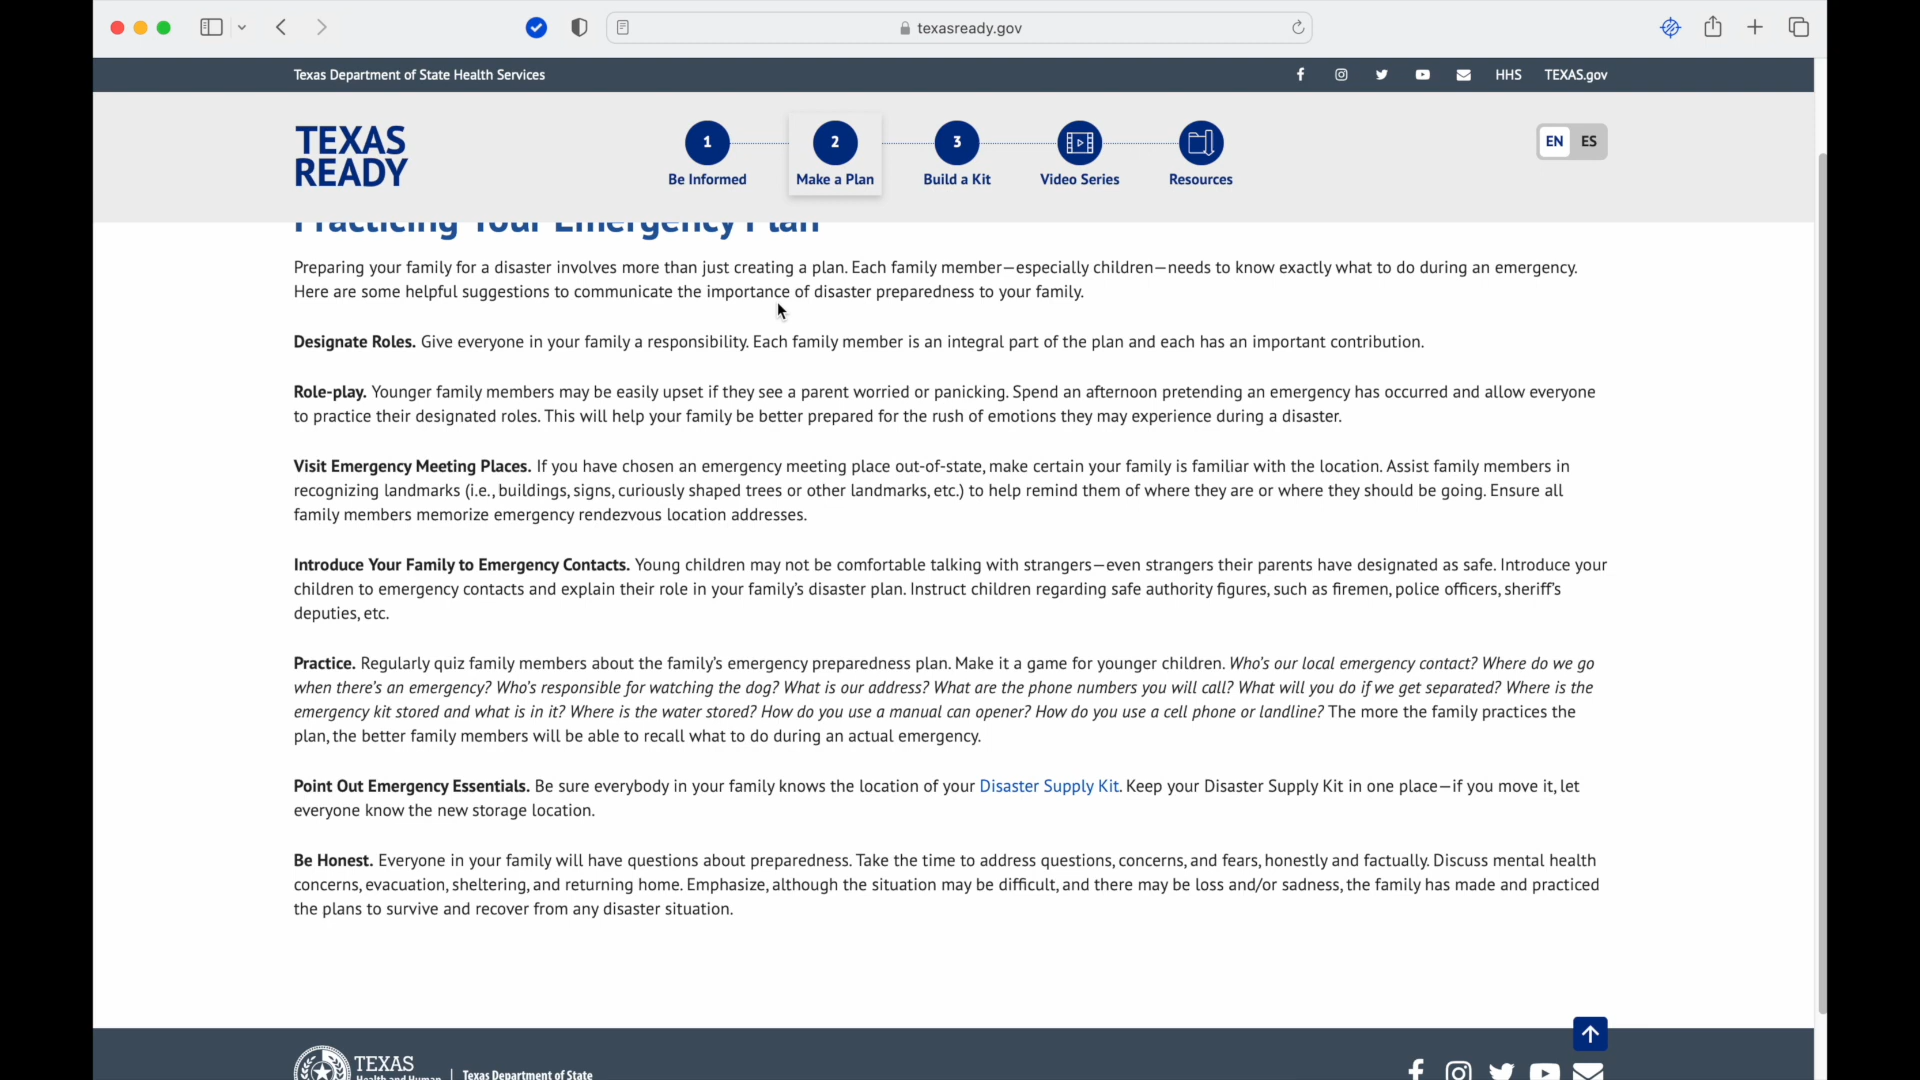 texasready.gov
Texas Department of State Health Services
HHS
TEXAS.gov
TEXAS
READY
1
2
3
Be Informed
Make a Plan
Build a Kit
Video Series
Resources
EN
ES
Practicing Your Emergency Plan
Preparing your family for a disaster involves more than just creating a plan. Each family member—especially children—needs to know exactly what to do during an emergency.
Here are some helpful suggestions to communicate the importance of disaster preparedness to your family.
Designate Roles. Give everyone in your family a responsibility. Each family member is an integral part of the plan and each has an important contribution.
Role-play. Younger family members may be easily upset if they see a parent worried or panicking. Spend an afternoon pretending an emergency has occurred and allow everyone
to practice their designated roles. This will help your family be better prepared for the rush of emotions they may experience during a disaster.
Visit Emergency Meeting Places. If you have chosen an emergency meeting place out-of-state, make certain your family is familiar with the location. Assist family members in
recognizing landmarks (i.e., buildings, signs, curiously shaped trees or other landmarks, etc.) to help remind them of where they are or where they should be going. Ensure all
family members memorize emergency rendezvous location addresses.
Introduce Your Family to Emergency Contacts. Young children may not be comfortable talking with strangers—even strangers their parents have designated as safe. Introduce your
children to emergency contacts and explain their role in your family’s disaster plan. Instruct children regarding safe authority figures, such as firemen, police officers, sheriff’s
deputies, etc.
Practice. Regularly quiz family members about the family’s emergency preparedness plan. Make it a game for younger children. Who’s our local emergency contact? Where do we go
when there’s an emergency? Who’s responsible for watching the dog? What is our address? What are the phone numbers you will call? What will you do if we get separated? Where is the
emergency kit stored and what is in it? Where is the water stored? How do you use a manual can opener? How do you use a cell phone or landline? The more the family practices the
plan, the better family members will be able to recall what to do during an actual emergency.
Point Out Emergency Essentials. Be sure everybody in your family knows the location of your Disaster Supply Kit. Keep your Disaster Supply Kit in one place—if you move it, let
everyone know the new storage location.
Be Honest. Everyone in your family will have questions about preparedness. Take the time to address questions, concerns, and fears, honestly and factually. Discuss mental health
concerns, evacuation, sheltering, and returning home. Emphasize, although the situation may be difficult, and there may be loss and/or sadness, the family has made and practiced
the plans to survive and recover from any disaster situation.
TEXAS
Health and Human
Texas Department of State